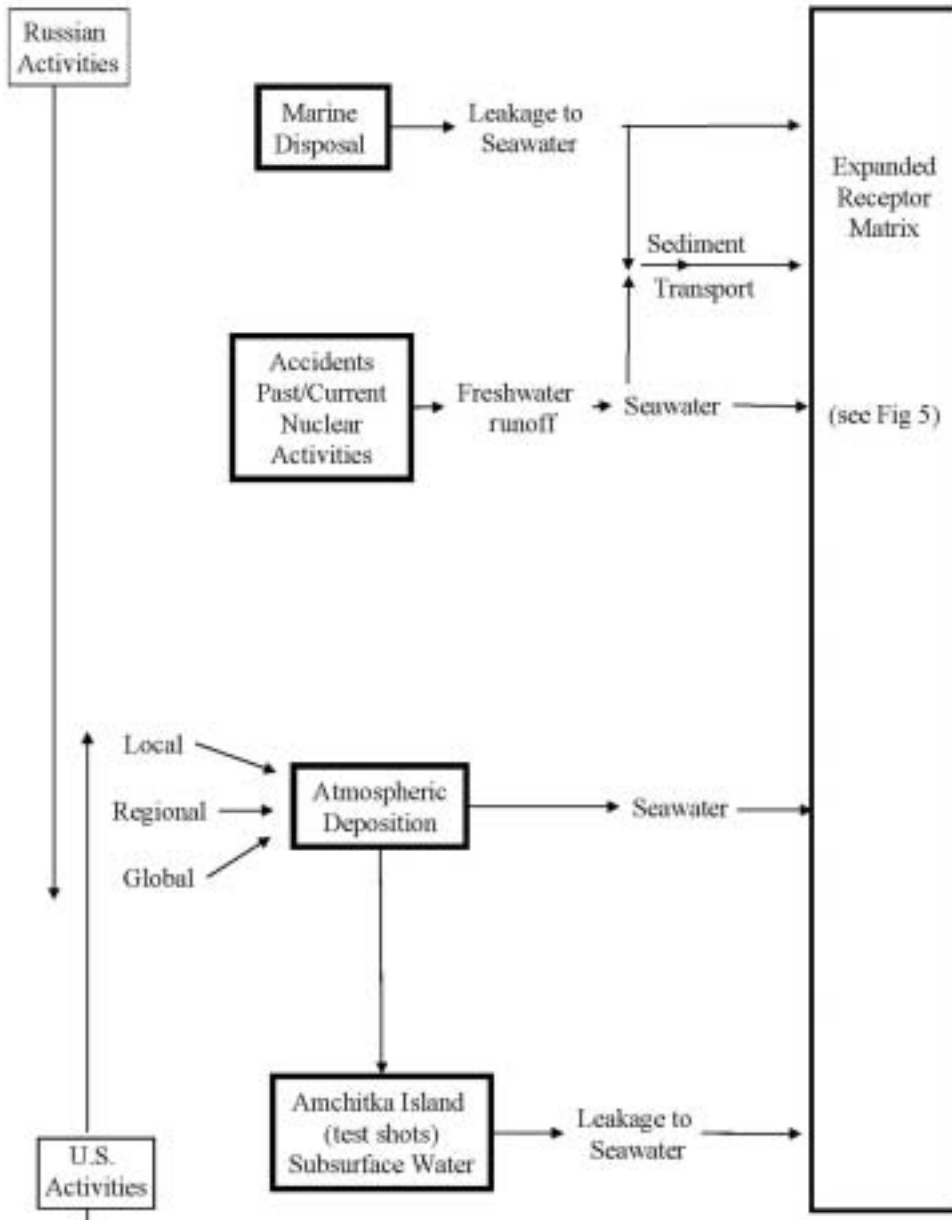 Russian
Activities
Marine
Disposal
Leakage to
Seawater
Expanded
Receptor
Matrix
Sediment
Transport
Accidents
Past/Current
Nuclear
Activities
Freshwater
runoff
Seawater
(see Fig 5)
Local
Regional
Global
Atmospheric
Deposition
Seawater
Amchitka Island
(test shots)
Subsurface Water
Leakage to
Seawater
U.S.
Activities